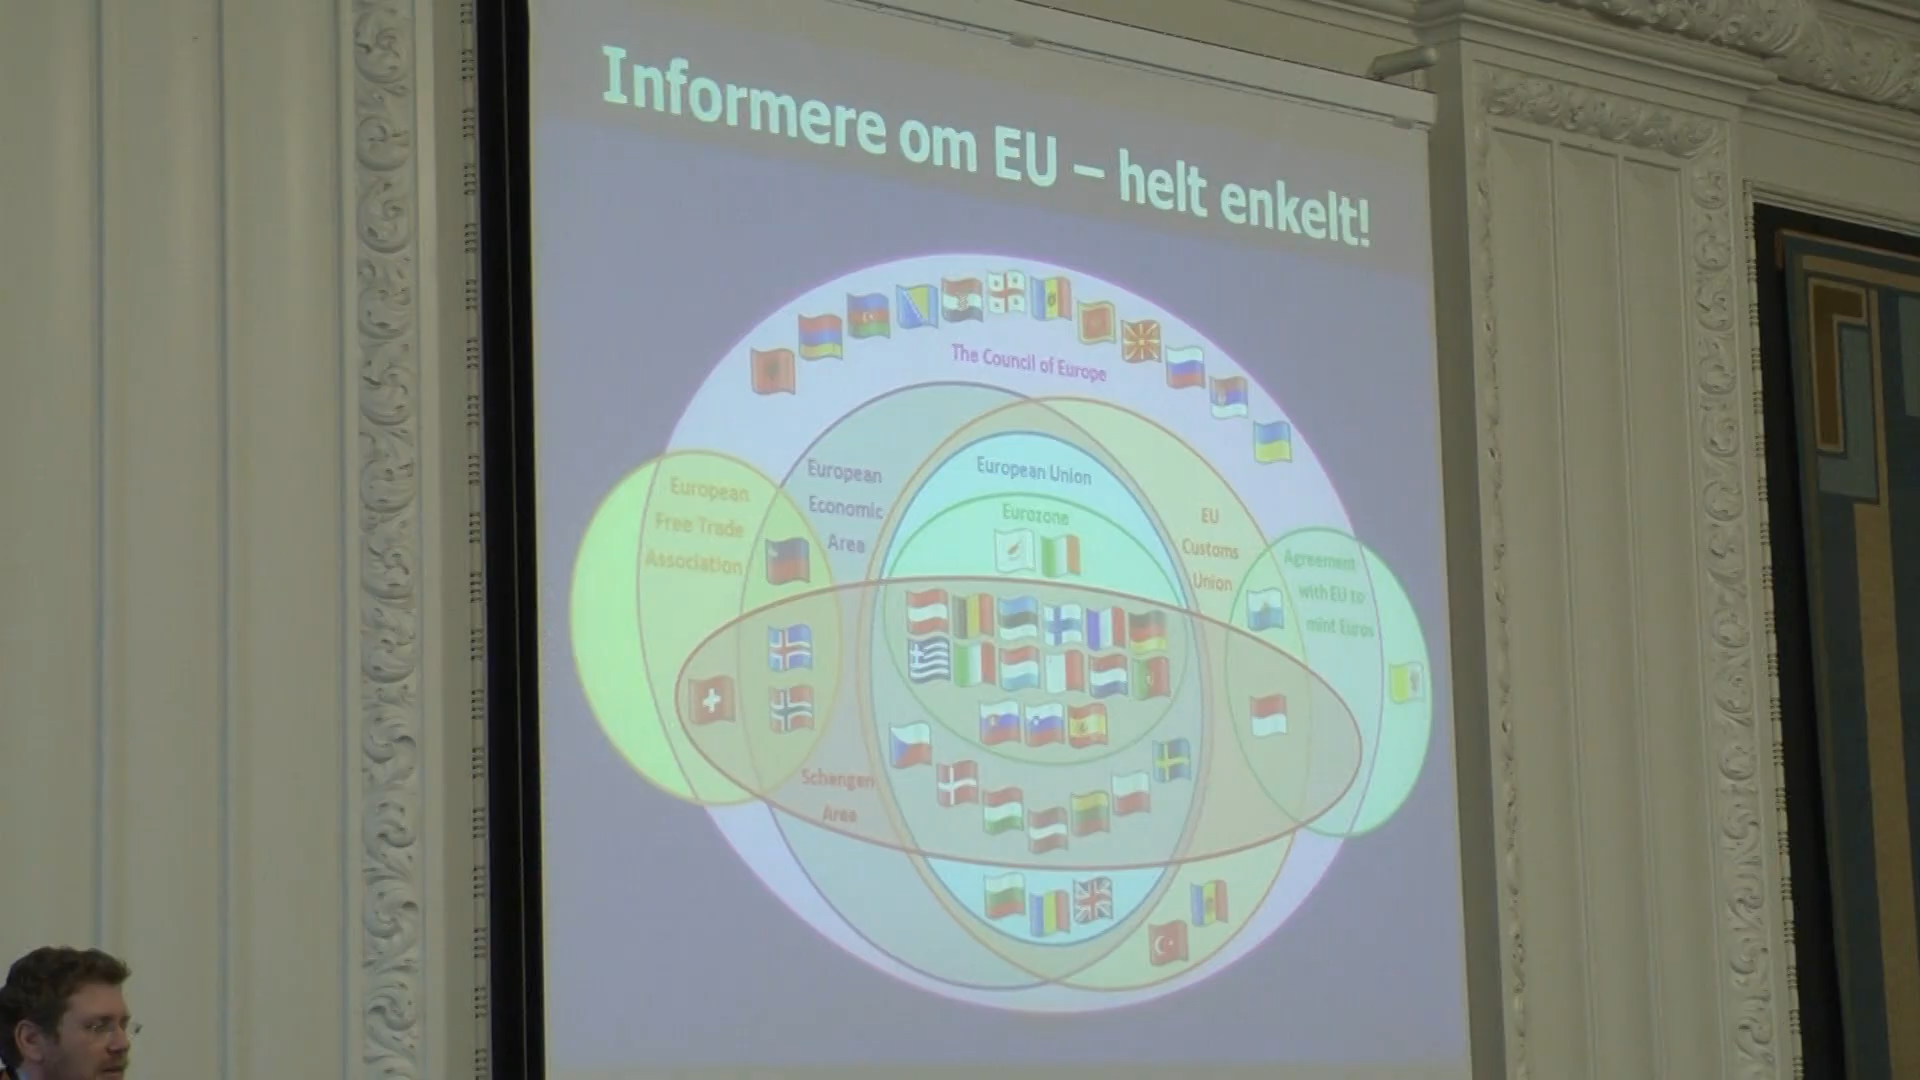 Informere om EU – helt enkelt!
The Council of Europe
European
Free Trade
Association
European
Economic
Area
European Union
Eurozone
EU
Customs
Union
Agreement
with EU to
mint Euros
Schengen
Area